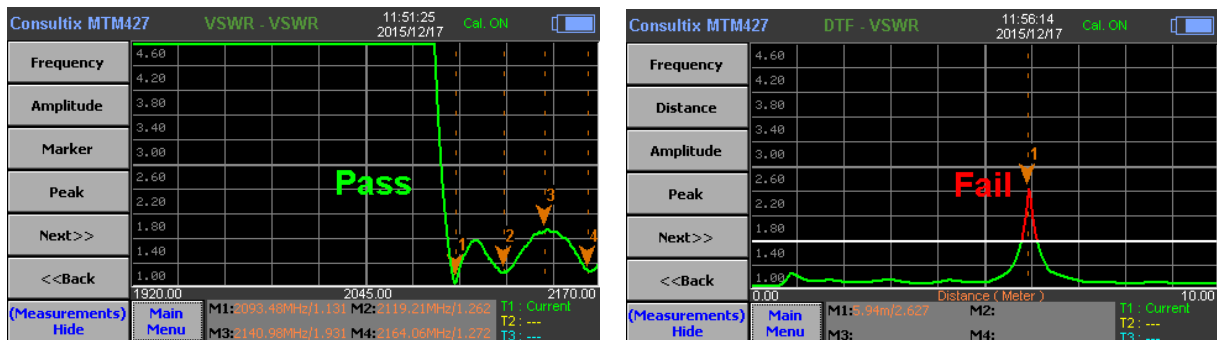 Consultix MTM427 VSWR - VSWR 11:51:25 2015/12/17 Cal. ON
Frequency
Amplitude
Marker
Peak
Next>>
<<Back
(Measurements) Hide
4.60
4.20
3.80
3.40
3.00
2.60
2.20
1.80
1.40
1.00
Pass
1
2
3
4
1920.00 2045.00 2170.00
Main Menu
M1:2093.48MHz/1.131 M2:2119.21MHz/1.262
M3:2140.98MHz/1.931 M4:2164.06MHz/1.272
T1 : Current
T2 : ---
T3 : ---
Consultix MTM427 DTF - VSWR 11:56:14 2015/12/17 Cal. ON
Frequency
Distance
Amplitude
Peak
Next>>
<<Back
(Measurements) Hide
4.60
4.20
3.80
3.40
3.00
2.60
2.20
1.80
1.40
1.00
Fail
1
0.00 Distance ( Meter ) 10.00
Main Menu
M1:5.94m/2.627 M2:
M3: M4:
T1 : Current
T2 : ---
T3 : ---